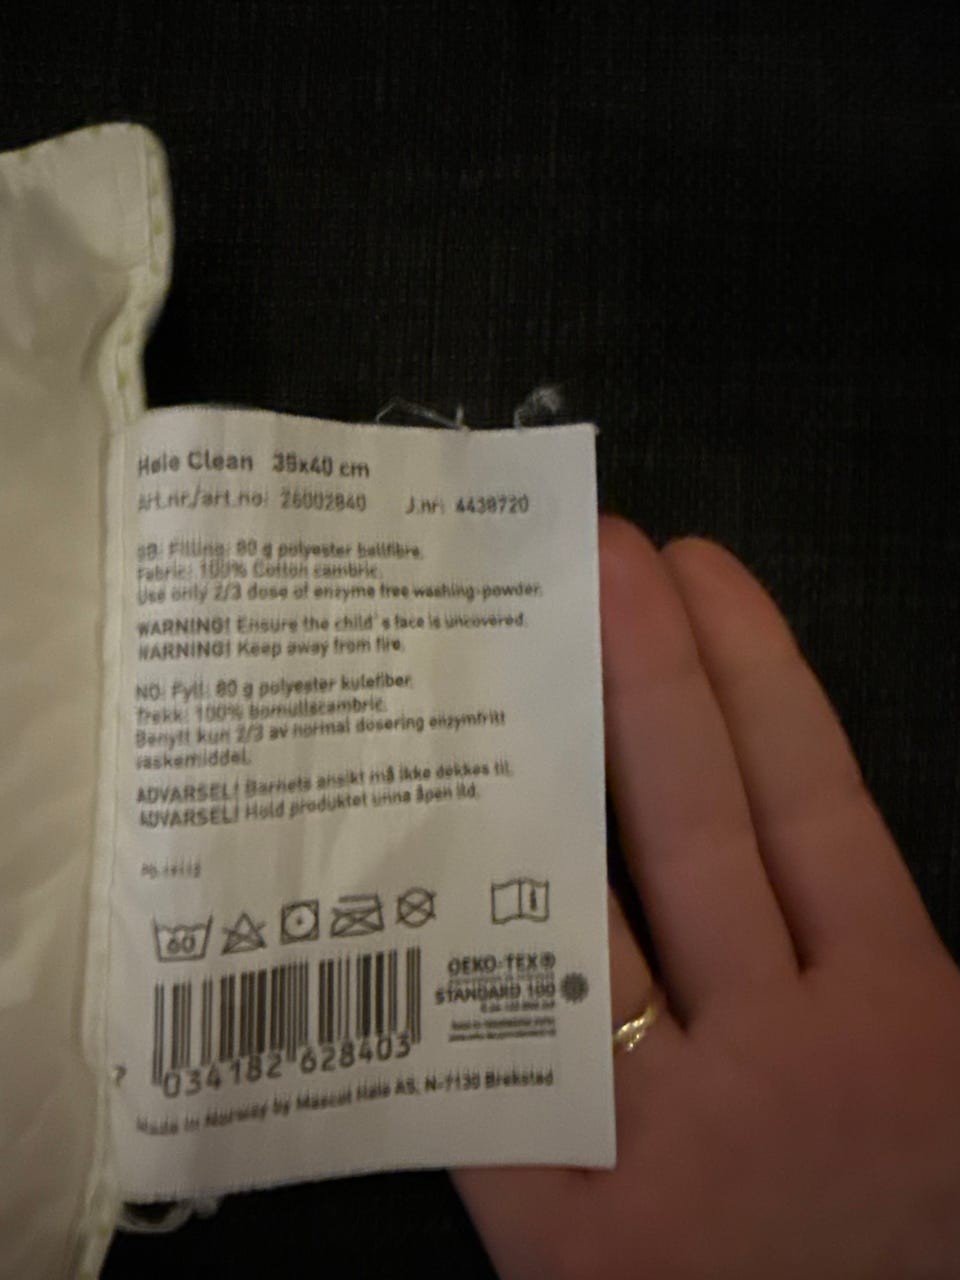 Høie Clean 35x40 cm
Art.nr./art.no: 26002840 J.nr: 4438720
GB: Filling: 80 g polyester ballfibre.
Fabric: 100% Cotton cambric.
Use only 2/3 dose of enzyme free washing-powder.
WARNING! Ensure the child's face is uncovered.
WARNING! Keep away from fire.
NO: Fyll: 80 g polyester kulefiber.
Trekk: 100% bomullscambric.
Benytt kun 2/3 av normal dosering enzymfritt
vaskemiddel.
ADVARSEL! Barnets ansikt må ikke dekkes til.
ADVARSEL! Hold produktet unna åpen ild.
60
OEKO-TEX®
STANDARD 100
7 034182 628403
Made in Norway by Mascot Høie AS, N-7130 Brekstad